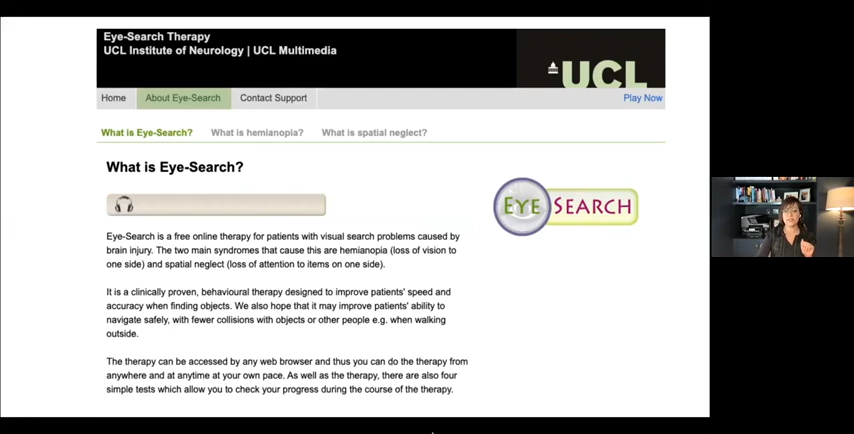 Eye-Search Therapy
UCL Institute of Neurology | UCL Multimedia
UCL
Home
About Eye-Search
Contact Support
Play Now
What is Eye-Search?
What is hemianopia?
What is spatial neglect?
What is Eye-Search?
EYE SEARCH
Eye-Search is a free online therapy for patients with visual search problems caused by
brain injury. The two main syndromes that cause this are hemianopia (loss of vision to
one side) and spatial neglect (loss of attention to items on one side).
It is a clinically proven, behavioural therapy designed to improve patients' speed and
accuracy when finding objects. We also hope that it may improve patients' ability to
navigate safely, with fewer collisions with objects or other people e.g. when walking
outside.
The therapy can be accessed by any web browser and thus you can do the therapy from
anywhere and at anytime at your own pace. As well as the therapy, there are also four
simple tests which allow you to check your progress during the course of the therapy.